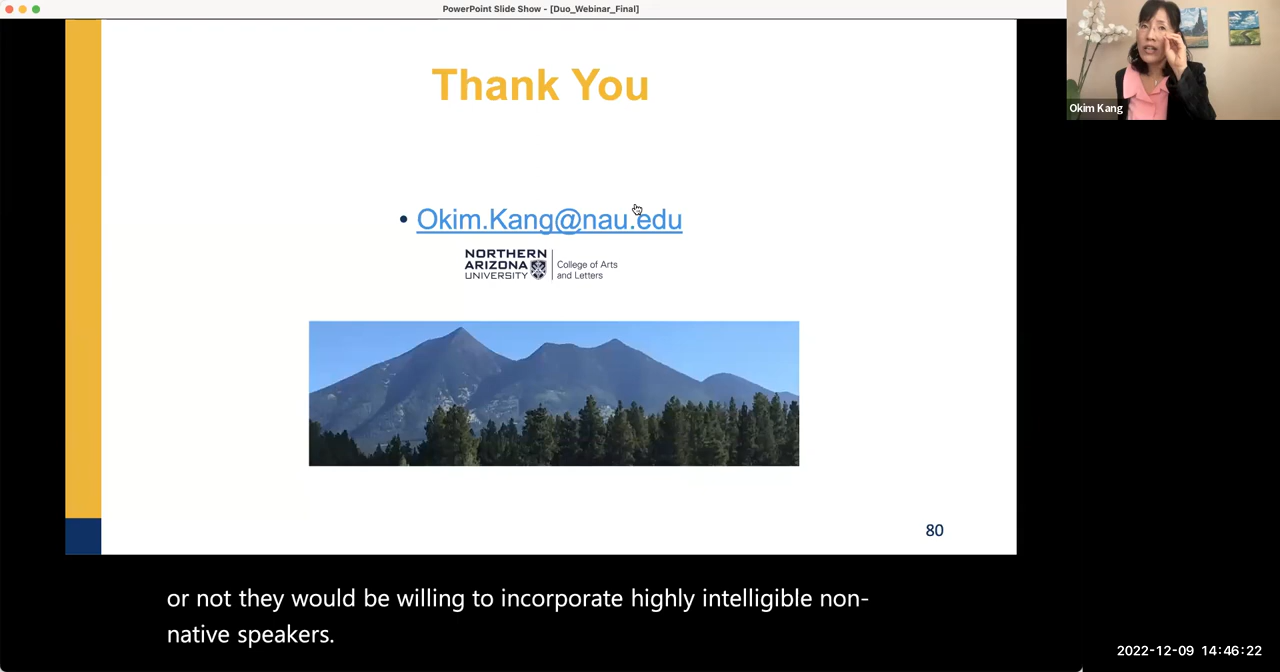 PowerPoint Slide Show - [Duo_Webinar_Final]
Okim Kang
Thank You
• Okim.Kang@nau.edu
NORTHERN
ARIZONA
UNIVERSITY
College of Arts
and Letters
80
or not they would be willing to incorporate highly intelligible non-
native speakers.
2022-12-09 14:46:22